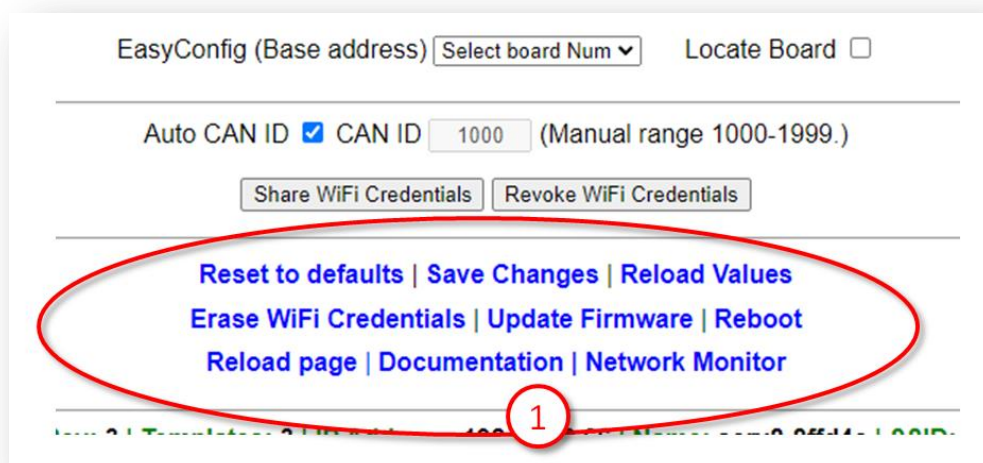 EasyConfig (Base address) Select board Num Locate Board
Auto CAN ID CAN ID 1000 (Manual range 1000-1999.)
Share WiFi Credentials Revoke WiFi Credentials
Reset to defaults | Save Changes | Reload Values
Erase WiFi Credentials | Update Firmware | Reboot
Reload page | Documentation | Network Monitor
1